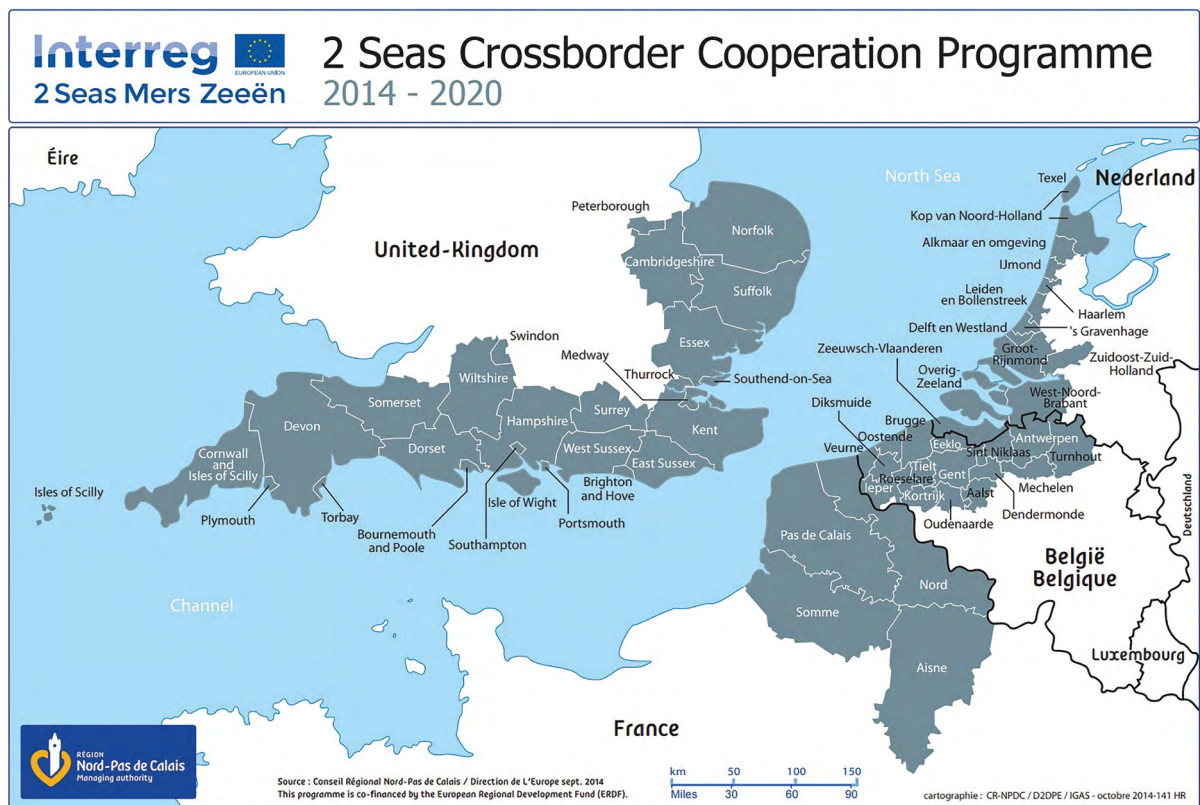 Interreg
EUROPEAN UNION
2 Seas Mers Zeeën
2 Seas Crossborder Cooperation Programme
2014 - 2020
Éire
United-Kingdom
North Sea
Nederland
Texel
Kop van Noord-Holland
Alkmaar en omgeving
IJmond
Leiden
en Bollenstreek
Haarlem
Delft en Westland
's Gravenhage
Zeeuwsch-Vlaanderen
Groot-
Rijnmond
Zuidoost-Zuid-
Holland
Overig-
Zeeland
West-Noord-
Brabant
Peterborough
Norfolk
Cambridgeshire
Suffolk
Essex
Swindon
Medway
Thurrock
Southend-on-Sea
Wiltshire
Somerset
Hampshire
Surrey
Kent
Devon
Dorset
West Sussex
East Sussex
Cornwall
and
Isles of Scilly
Isles of Scilly
Plymouth
Torbay
Bournemouth
and Poole
Southampton
Isle of Wight
Portsmouth
Brighton
and Hove
Diksmuide
Brugge
Oostende
Veurne
Eeklo
Sint Niklaas
Antwerpen
Turnhout
Tielt
Roeselare
Gent
Ieper
Kortrijk
Aalst
Mechelen
Dendermonde
Oudenaarde
Pas de Calais
Nord
Somme
Aisne
België
Belgique
Deutschland
Luxembourg
Channel
France
RÉGION
Nord-Pas de Calais
Managing authority
Source : Conseil Régional Nord-Pas de Calais / Direction de L'Europe sept. 2014
This programme is co-financed by the European Regional Development Fund (ERDF).
km 50 100 150
Miles 30 60 90
cartographie : CR-NPDC / D2DPE / IGAS - octobre 2014-141 HR